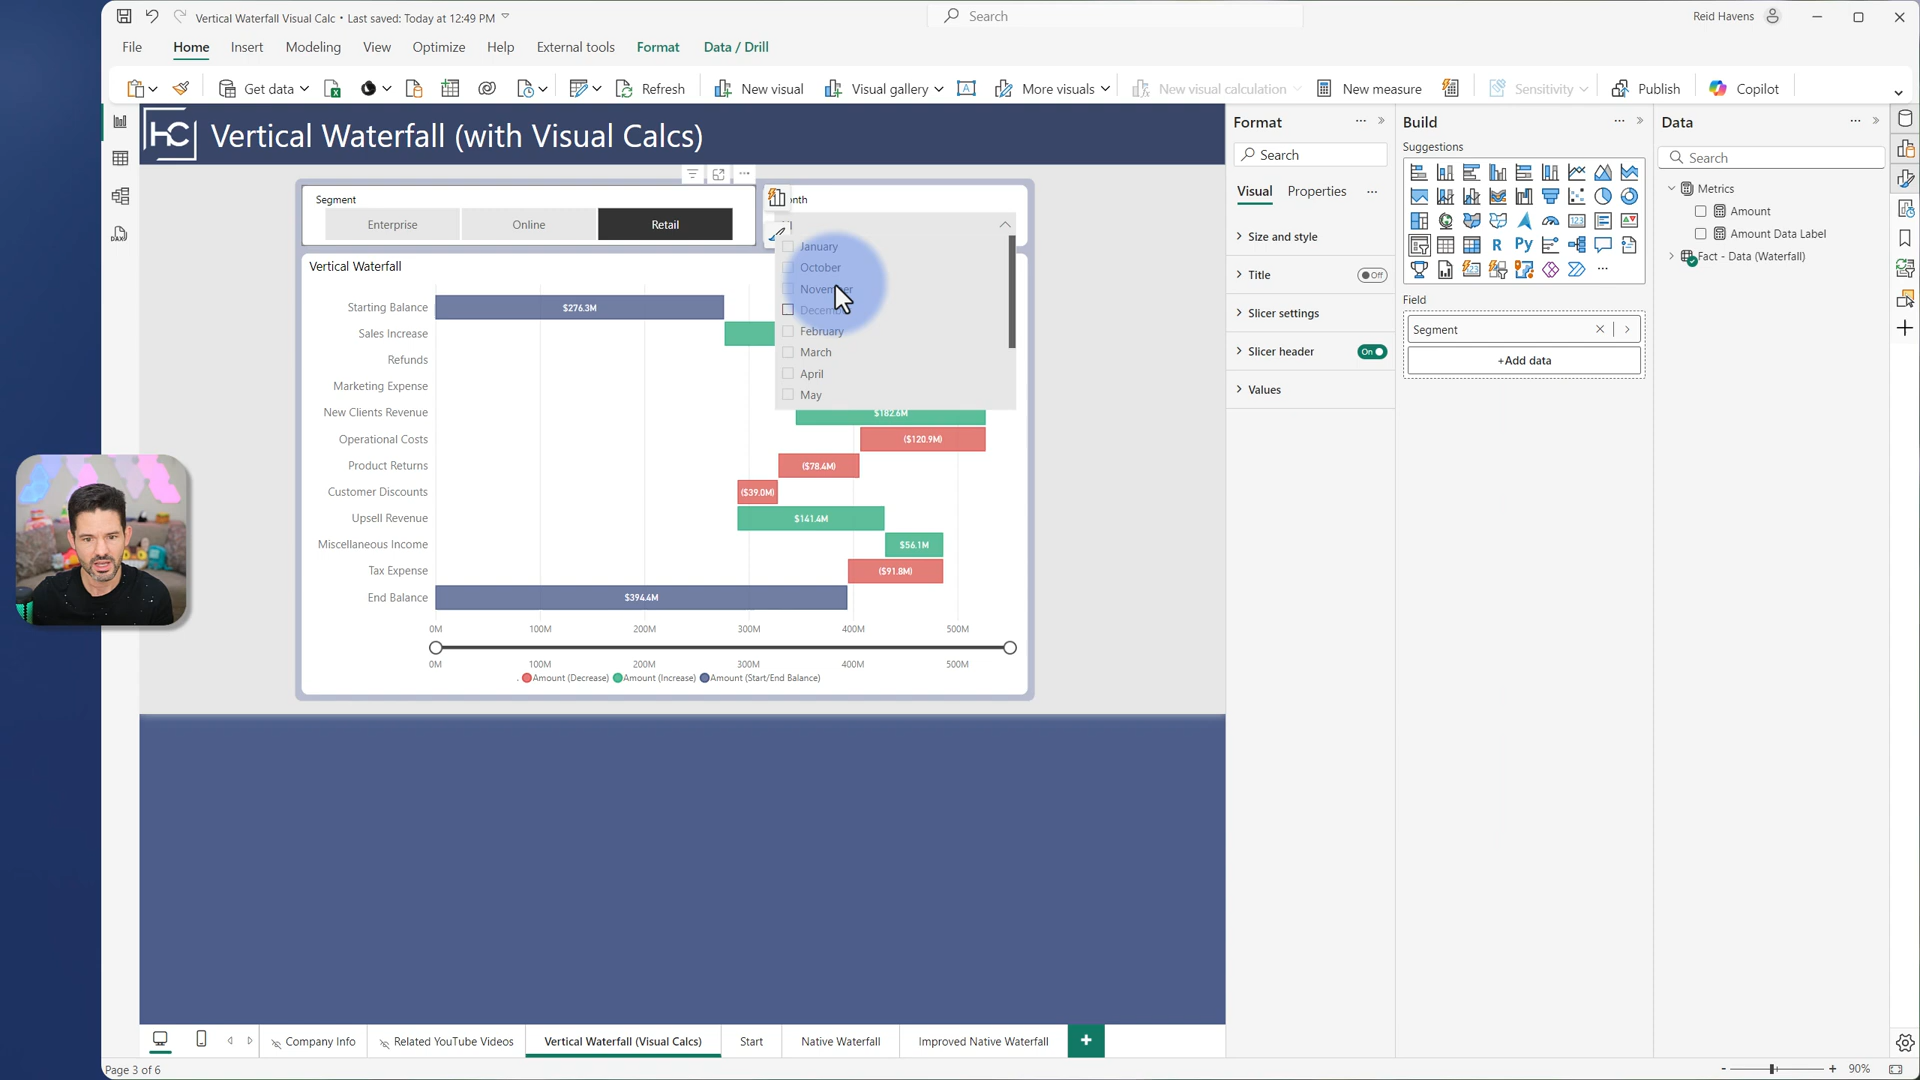 Vertical Waterfall Visual Calc • Last saved: Today at 12:49 PM
Search
Reid Havens
File
Home
Insert
Modeling
View
Optimize
Help
External tools
Format
Data / Drill
Get data
Refresh
New visual
Visual gallery
More visuals
New visual calculation
New measure
Sensitivity
Publish
Copilot
HC
Vertical Waterfall (with Visual Calcs)
Segment
Enterprise
Online
Retail
January
October
November
February
March
April
May
Vertical Waterfall
Starting Balance
$276.3M
Sales Increase
Refunds
Marketing Expense
New Clients Revenue
$182.6M
Operational Costs
($120.9M)
Product Returns
($78.4M)
Customer Discounts
($39.0M)
Upsell Revenue
$141.4M
Miscellaneous Income
$56.1M
Tax Expense
($91.8M)
End Balance
$394.4M
0M 100M 200M 300M 400M 500M
0M 100M 200M 300M 400M 500M
Amount (Decrease) Amount (Increase) Amount (Start/End Balance)
Format
Search
Visual
Properties
Size and style
Title
Off
Slicer settings
Slicer header
On
Values
Build
Suggestions
R
Py
Field
Segment
+Add data
Data
Search
Metrics
Amount
Amount Data Label
Fact - Data (Waterfall)
Company Info
Related YouTube Videos
Vertical Waterfall (Visual Calcs)
Start
Native Waterfall
Improved Native Waterfall
Page 3 of 6
90%